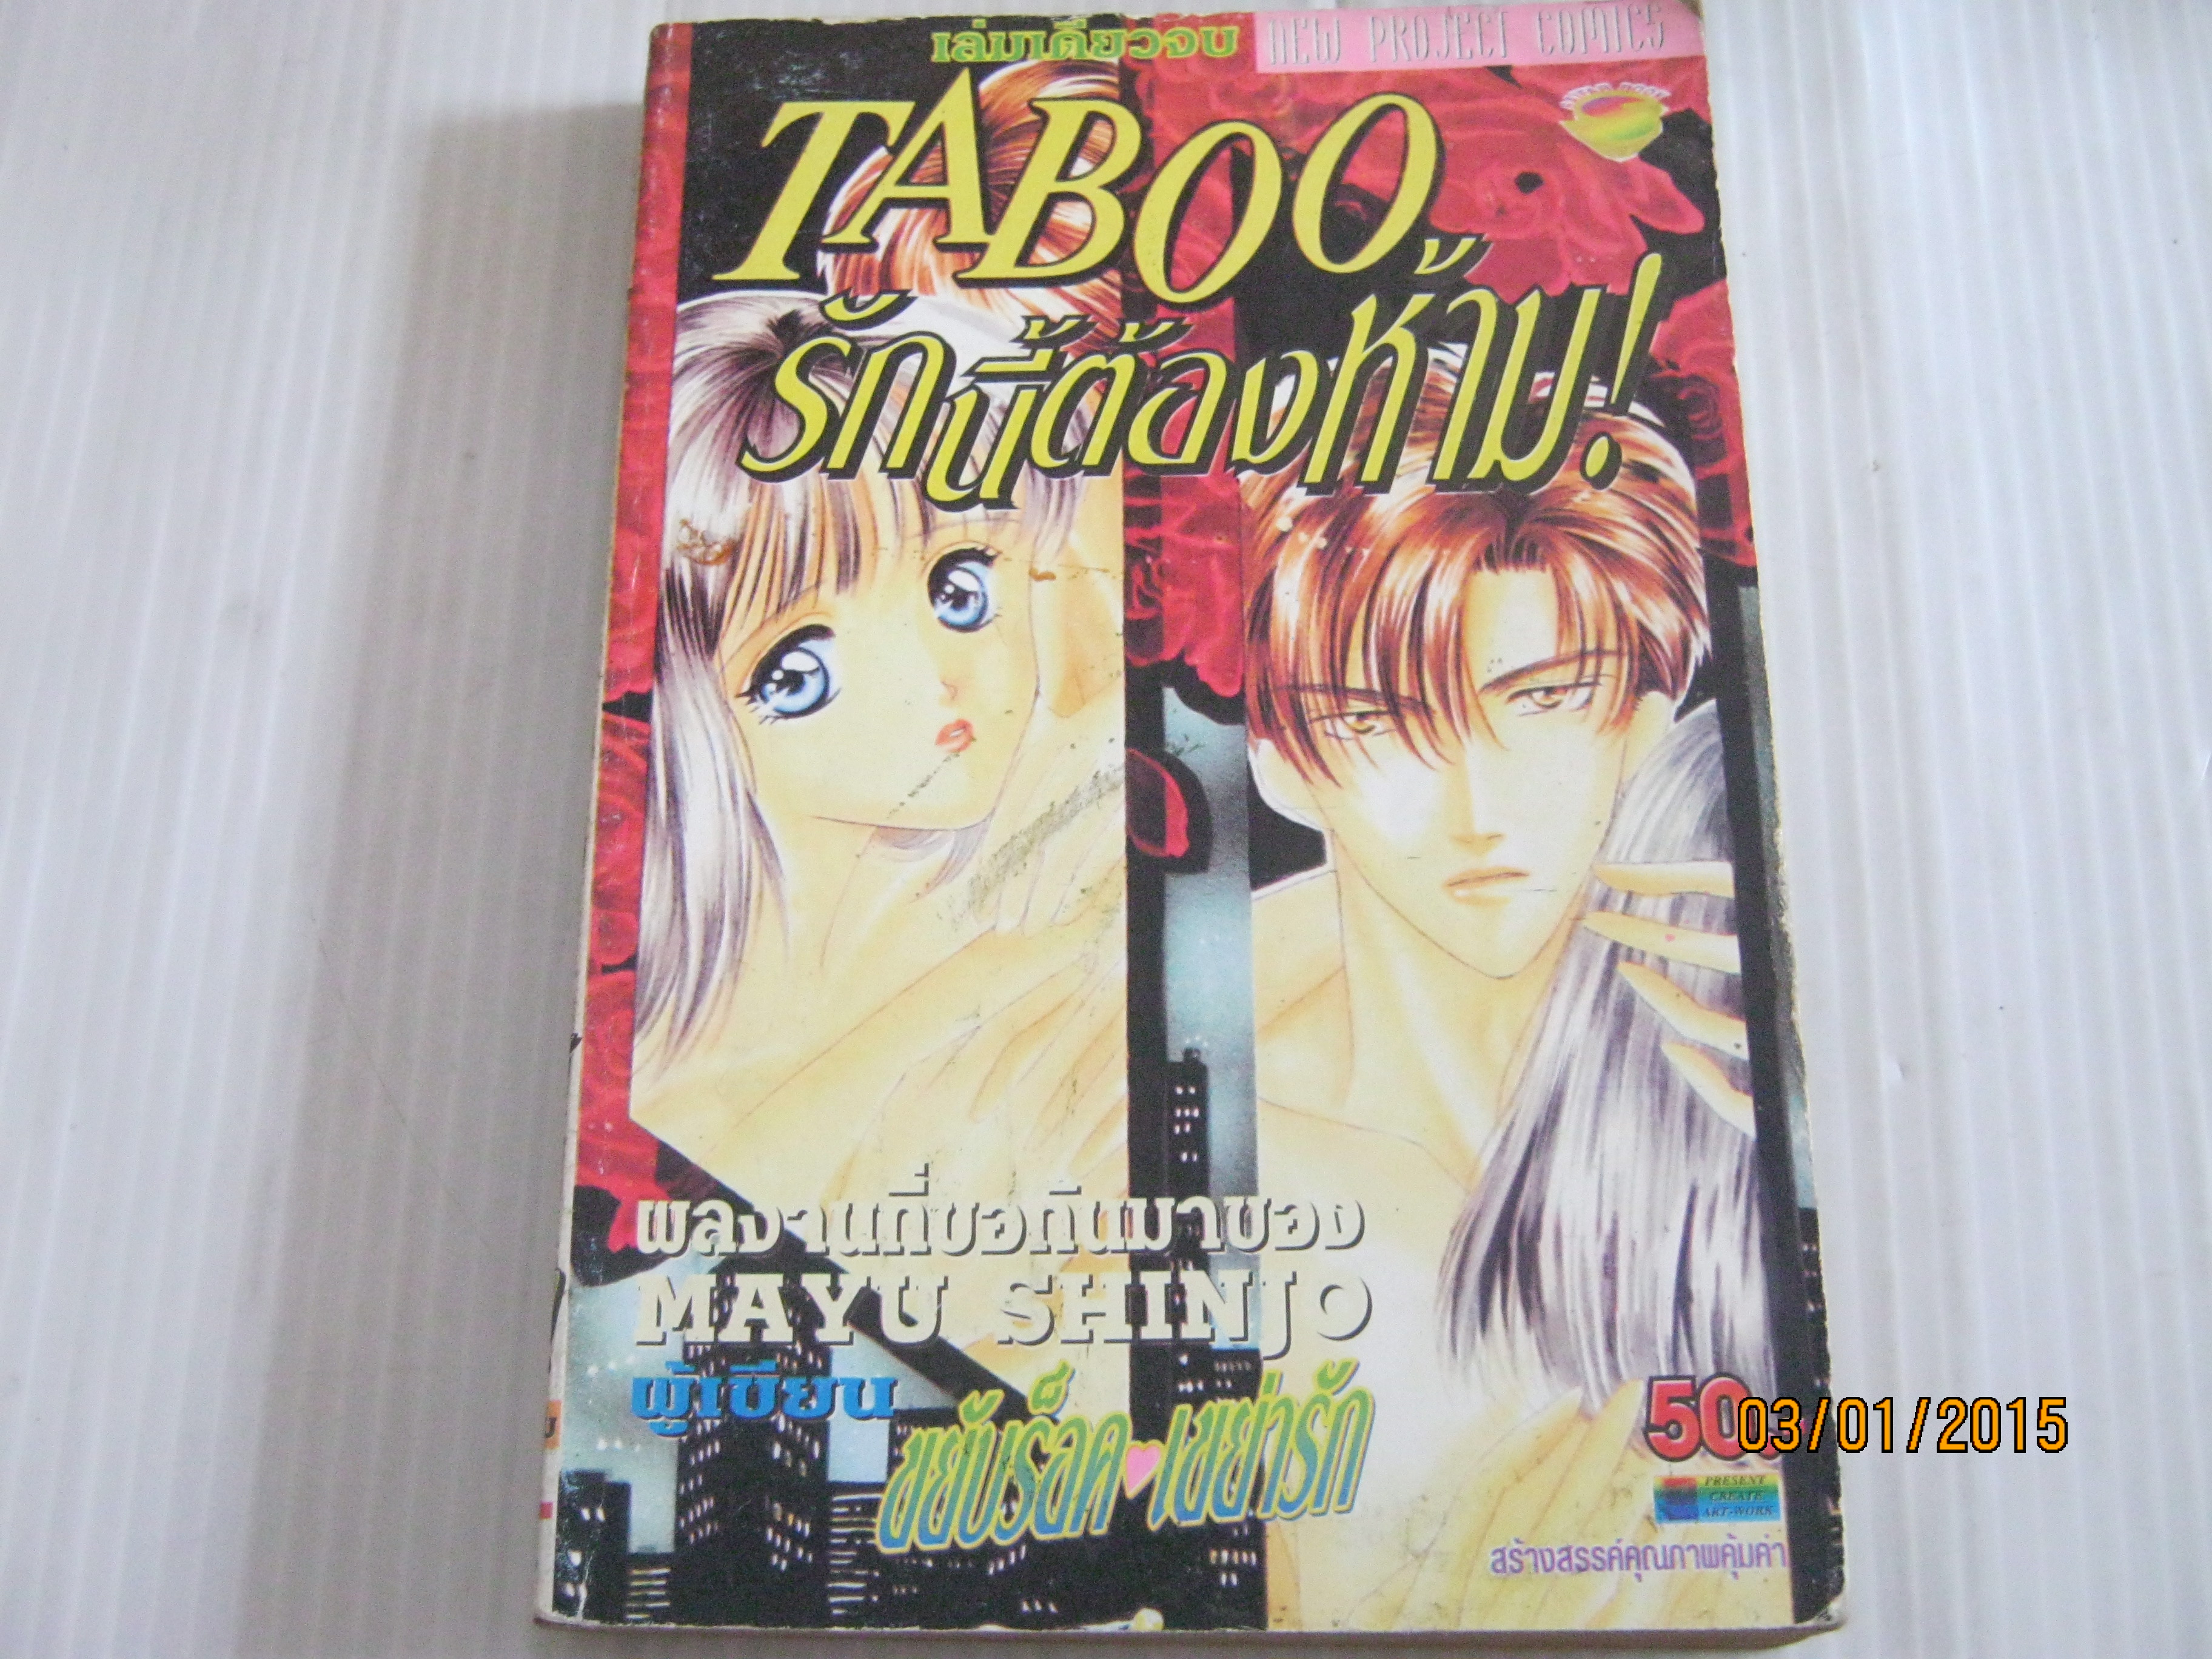 เล่มเดียวจบ
NEW PROJECT COMICS
TABOO
รักนี้ต้องห้าม!
ผลงานที่ขอกันมาของ
MAYU SHINJO
ผู้เขียน
ขยับร็อค♥เขย่ารัก
50
03/01/2015
PRESENT
CREATE
ART-WORK
สร้างสรรค์คุณภาพคุ้มค่า